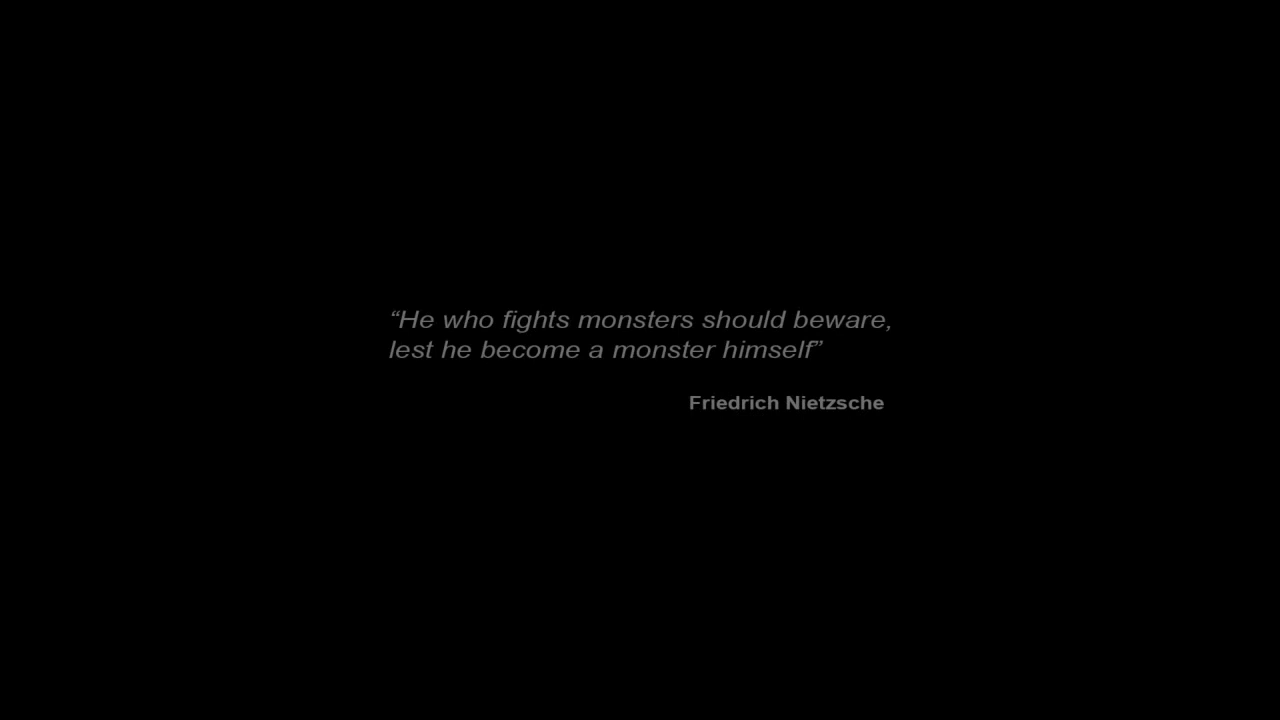 “He who fights monsters should beware,
lest he become a monster himself”
Friedrich Nietzsche